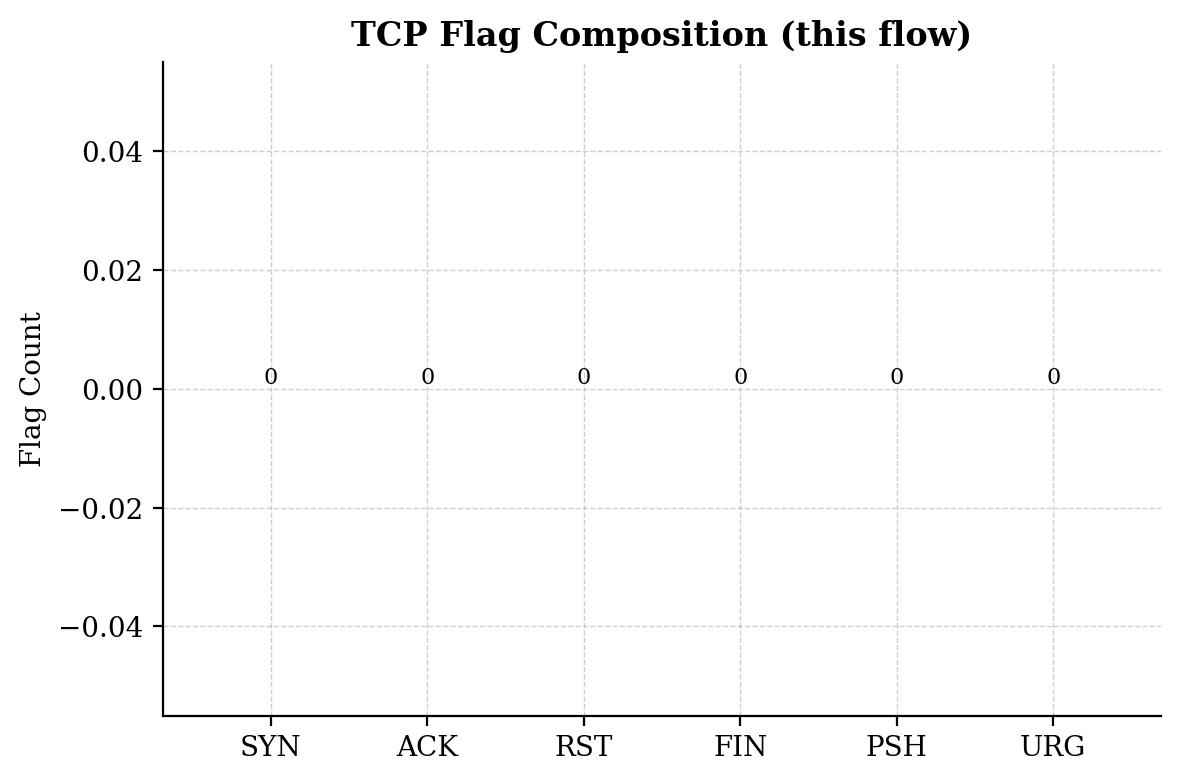 TCP Flag Composition (this flow)
Flag Count
0.04
0.02
0.00
−0.02
−0.04
0 0 0 0 0 0
SYN ACK RST FIN PSH URG